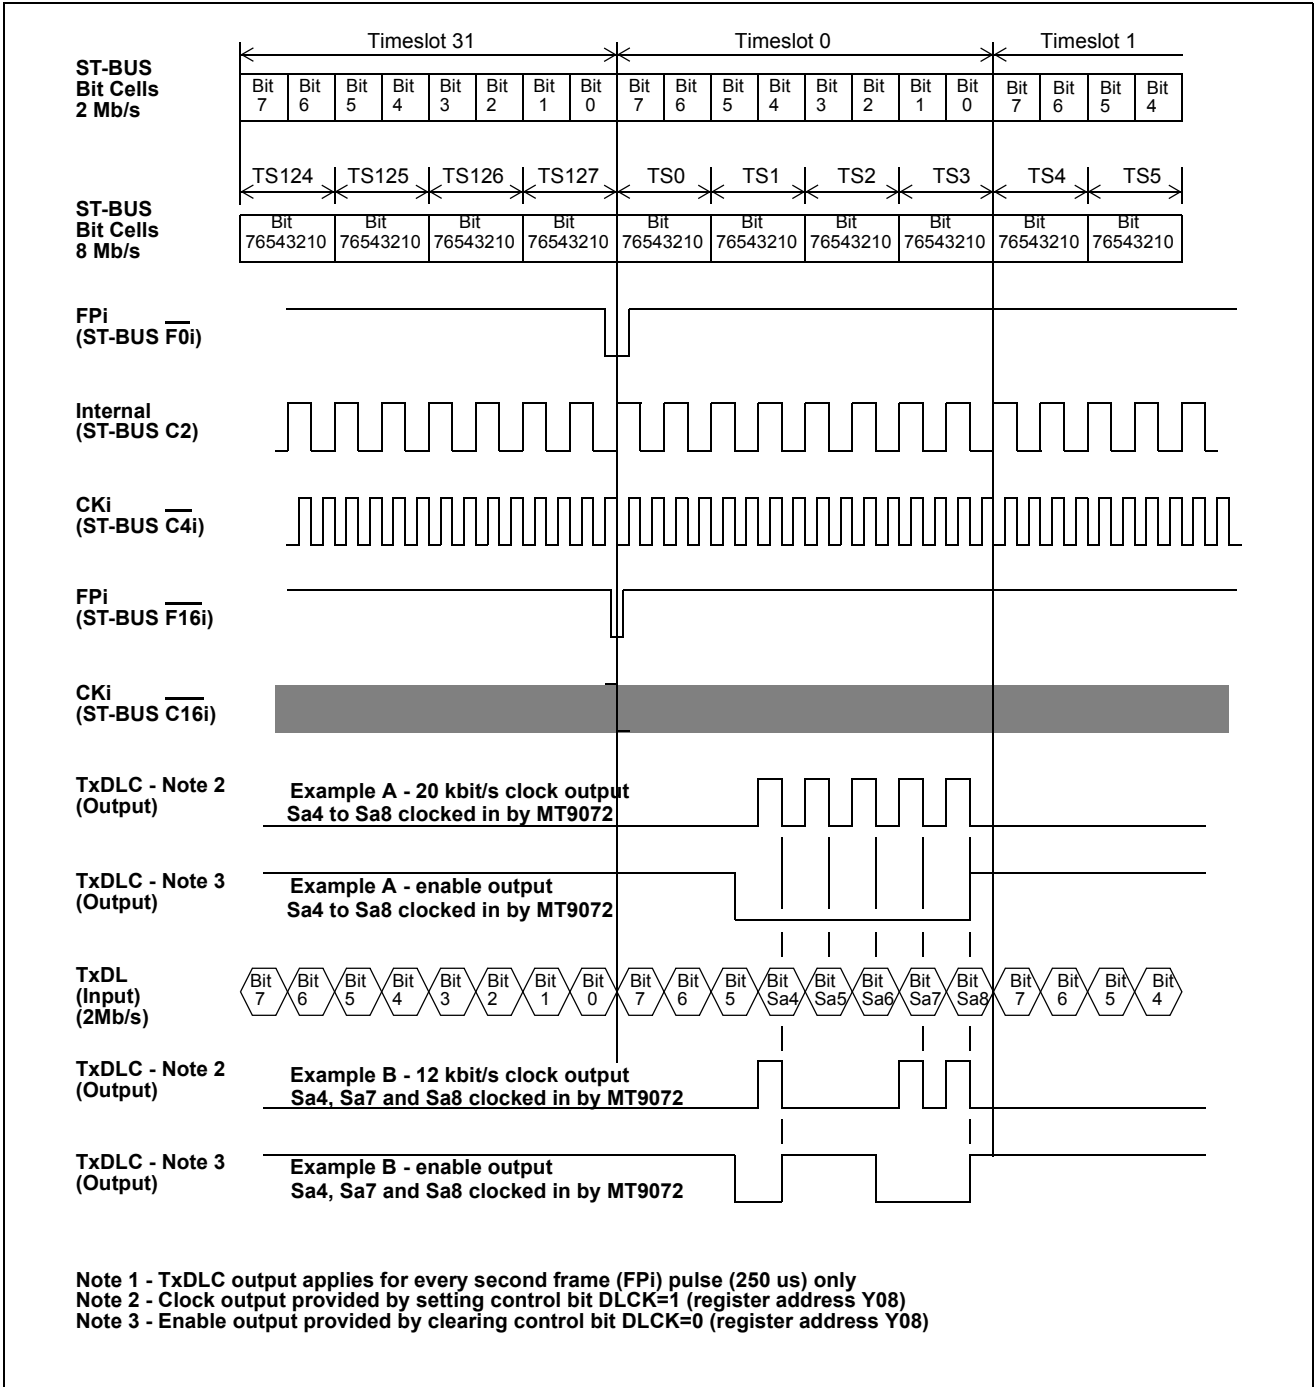 Timeslot 31 Timeslot 0 Timeslot 1
ST-BUS
Bit Cells
2 Mb/s
Bit Bit Bit Bit Bit Bit Bit Bit Bit Bit Bit Bit Bit Bit Bit Bit Bit Bit Bit Bit
7 6 5 4 3 2 1 0 7 6 5 4 3 2 1 0 7 6 5 4
TS124 TS125 TS126 TS127 TS0 TS1 TS2 TS3 TS4 TS5
ST-BUS
Bit Cells
8 Mb/s
Bit Bit Bit Bit Bit Bit Bit Bit Bit Bit
76543210 76543210 76543210 76543210 76543210 76543210 76543210 76543210 76543210 76543210
FPi
(ST-BUS F0i)
Internal
(ST-BUS C2)
CKi
(ST-BUS C4i)
FPi
(ST-BUS F16i)
CKi
(ST-BUS C16i)
TxDLC - Note 2
(Output)
Example A - 20 kbit/s clock output
Sa4 to Sa8 clocked in by MT9072
TxDLC - Note 3
(Output)
Example A - enable output
Sa4 to Sa8 clocked in by MT9072
TxDL
(Input)
(2Mb/s)
Bit Bit Bit Bit Bit Bit Bit Bit Bit Bit Bit Bit Bit Bit Bit Bit Bit Bit Bit Bit
7 6 5 4 3 2 1 0 7 6 5 Sa4 Sa5 Sa6 Sa7 Sa8 7 6 5 4
TxDLC - Note 2
(Output)
Example B - 12 kbit/s clock output
Sa4, Sa7 and Sa8 clocked in by MT9072
TxDLC - Note 3
(Output)
Example B - enable output
Sa4, Sa7 and Sa8 clocked in by MT9072
Note 1 - TxDLC output applies for every second frame (FPi) pulse (250 us) only
Note 2 - Clock output provided by setting control bit DLCK=1 (register address Y08)
Note 3 - Enable output provided by clearing control bit DLCK=0 (register address Y08)